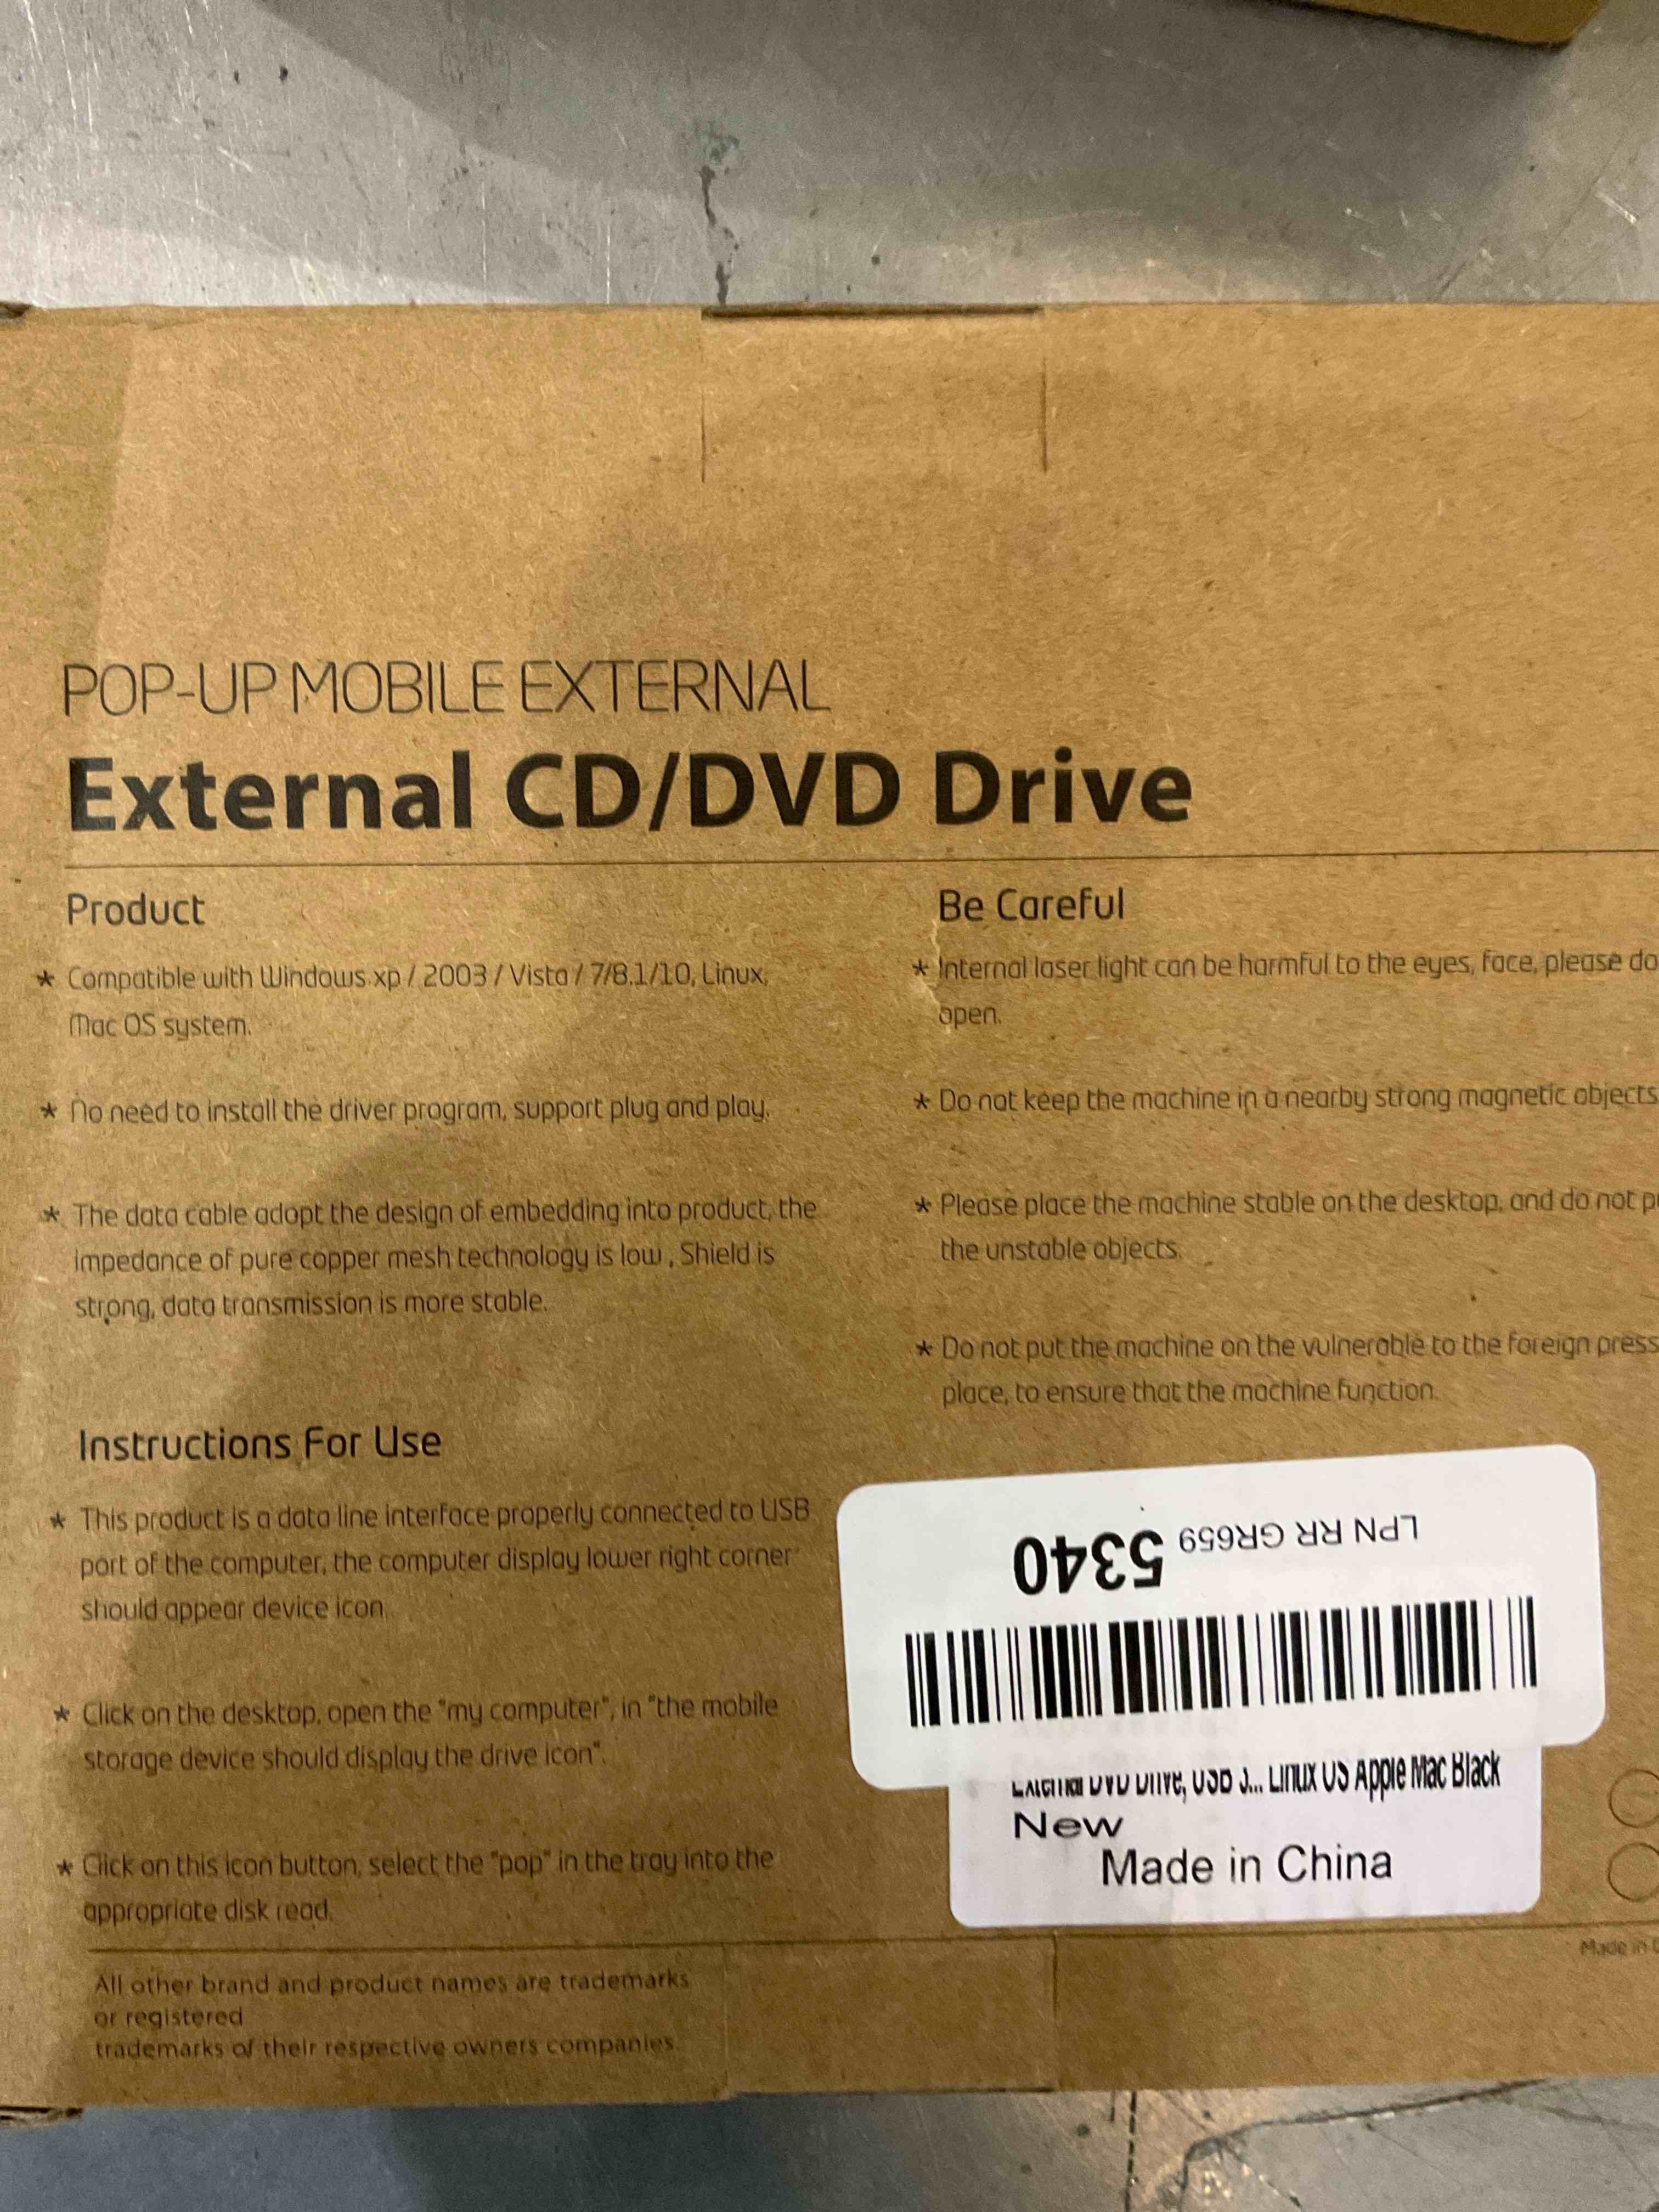 POP-UP MOBILE EXTERNAL
External CD/DVD Drive
Product
* Compatible with Windows xp / 2003 / Vista / 7/8.1/10, Linux,
Mac OS system.
* No need to install the driver program, support plug and play.
* The data cable adopt the design of embedding into product, the
impedance of pure copper mesh technology is low , Shield is
strong, data transmission is more stable.
Instructions For Use
* This product is a data line interface properly connected to USB
port of the computer, the computer display lower right corner
should appear device icon.
* Click on the desktop, open the "my computer", in "the mobile
storage device should display the drive icon".
* Click on this icon button, select the "pop" in the tray into the
appropriate disk read.
All other brand and product names are trademarks
or registered
trademarks of their respective owners companies.
Be Careful
* Internal laser light can be harmful to the eyes, face, please do
open.
* Do not keep the machine in a nearby strong magnetic objects
* Please place the machine stable on the desktop, and do not
the unstable objects.
* Do not put the machine on the vulnerable to the foreign press
place, to ensure that the machine function.
LPN RR GR659 5340
External DVD Drive, USB 3... Linux OS Apple Mac Black
New
Made in China
Made in